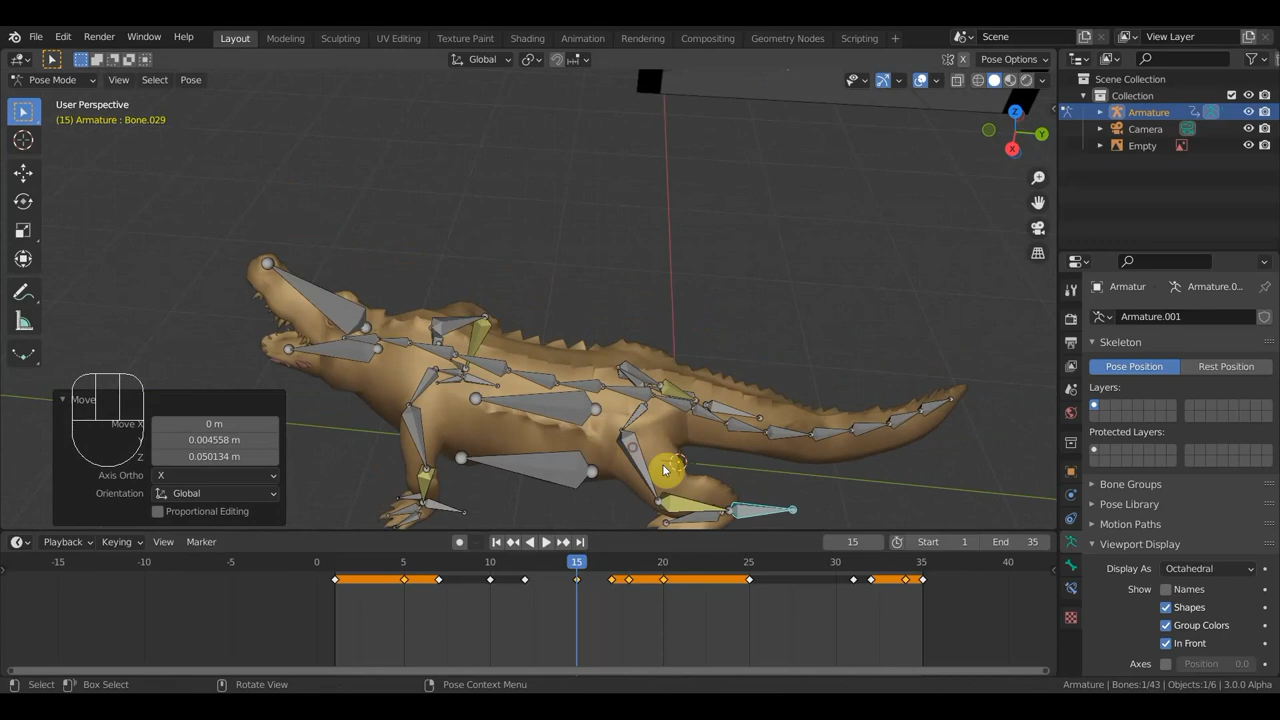 File Edit Render Window Help Layout Modeling Sculpting UV Editing Texture Paint Shading Animation Rendering Compositing Geometry Nodes Scripting + Scene View Layer
Global X Pose Options
Pose Mode View Select Pose
User Perspective
(15) Armature : Bone.029
Z
Y
X
Scene Collection
Collection
Armature
Camera
Empty
Armatur Armature.0...
Armature.001
Skeleton
Pose Position Rest Position
Layers:
Protected Layers:
Bone Groups
Pose Library
Motion Paths
Viewport Display
Display As Octahedral
Show Names
Shapes
Group Colors
In Front
Axes Position 0.0
Move
Move X 0 m
0.004558 m
Z 0.050134 m
Axis Ortho X
Orientation Global
Proportional Editing
Playback Keying View Marker 15 Start 1 End 35
-15 -10 -5 0 5 10 15 20 25 30 35 40
Select Box Select Rotate View Pose Context Menu Armature | Bones:1/43 | Objects:1/6 | 3.0.0 Alpha